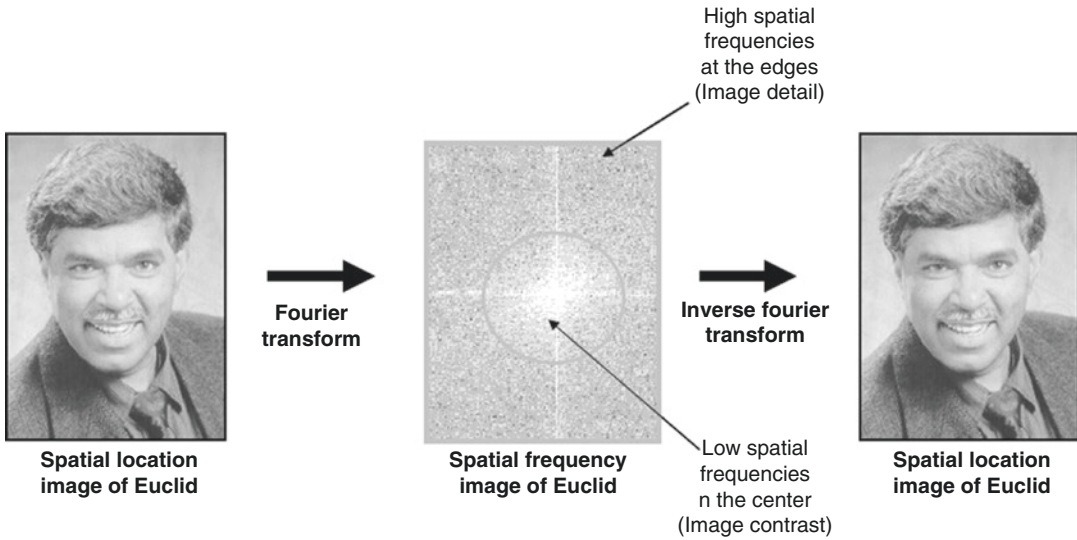 High spatial
frequencies
at the edges
(Image detail)
Fourier
transform
Inverse fourier
transform
Spatial location
image of Euclid
Spatial frequency
image of Euclid
Low spatial
frequencies
n the center
(Image contrast)
Spatial location
image of Euclid